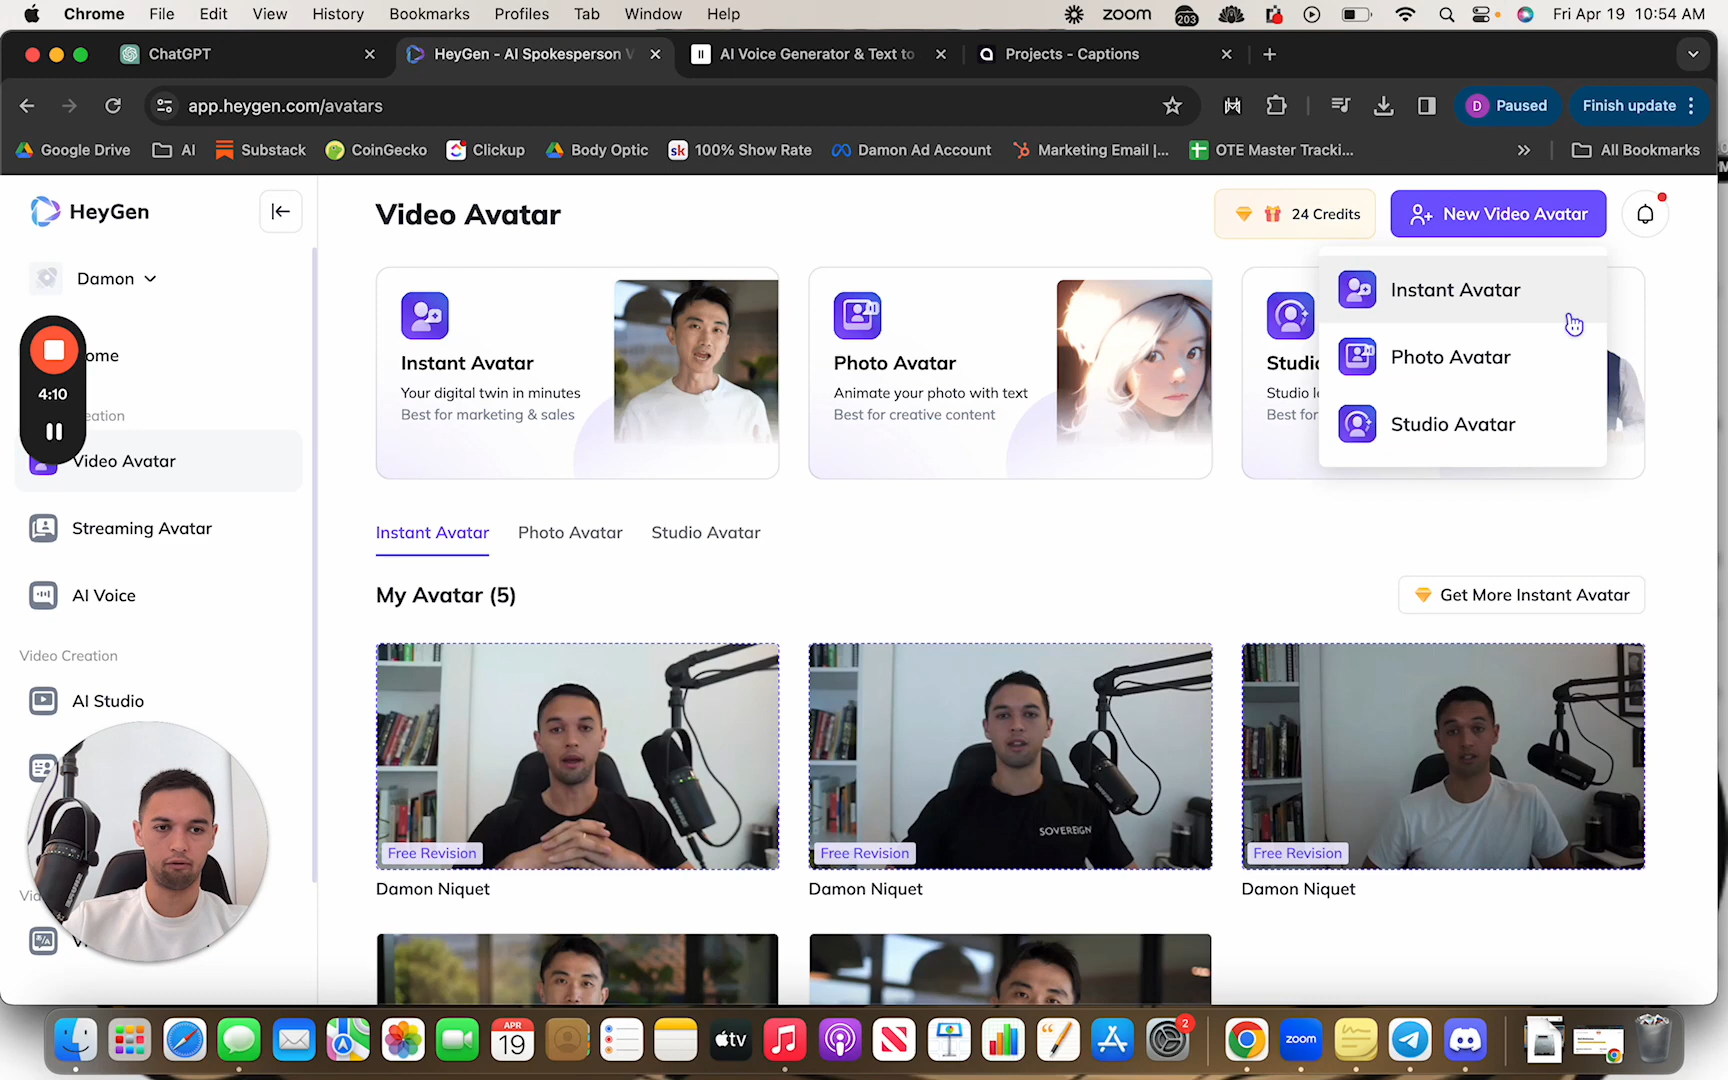 Chrome File Edit View History Bookmarks Profiles Tab Window Help zoom 203 Fri Apr 19 10:54 AM
ChatGPT HeyGen - AI Spokesperson V AI Voice Generator & Text to Projects - Captions
app.heygen.com/avatars D Paused Finish update
Google Drive AI Substack CoinGecko Clickup Body Optic sk 100% Show Rate Damon Ad Account Marketing Email |... OTE Master Tracki... » All Bookmarks
HeyGen
Damon
ome
4:10
eation
Video Avatar
Streaming Avatar
AI Voice
Video Creation
AI Studio
Vid
V
Video Avatar
24 Credits
New Video Avatar
Instant Avatar
Photo Avatar
Studio Avatar
Instant Avatar
Your digital twin in minutes
Best for marketing & sales
Photo Avatar
Animate your photo with text
Best for creative content
Studi
Studio le
Best for
Instant Avatar Photo Avatar Studio Avatar
My Avatar (5)
Get More Instant Avatar
Free Revision
Damon Niquet
SOVEREIGN
Free Revision
Damon Niquet
Free Revision
Damon Niquet
APR
19
tv
2
zoom